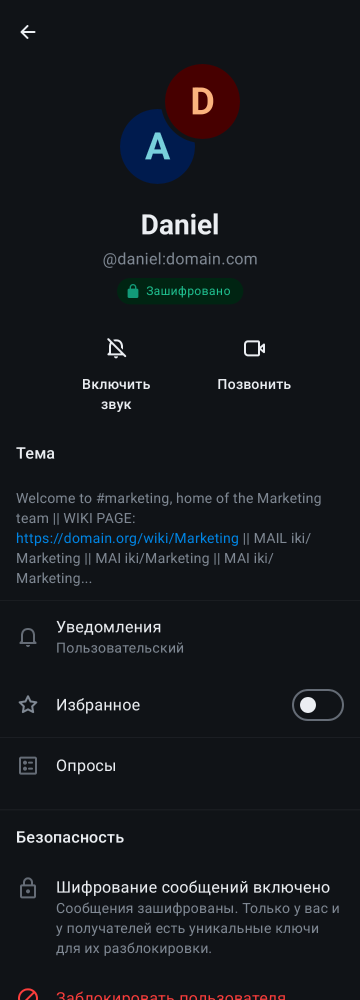 D
A
Daniel
@daniel:domain.com
Зашифровано
Включить
звук
Позвонить
Тема
Welcome to #marketing, home of the Marketing
team || WIKI PAGE:
https://domain.org/wiki/Marketing || MAIL iki/
Marketing || MAI iki/Marketing || MAI iki/
Marketing...
Уведомления
Пользовательский
Избранное
Опросы
Безопасность
Шифрование сообщений включено
Сообщения зашифрованы. Только у вас и
у получателей есть уникальные ключи
для их разблокировки.
Заблокировать пользователя